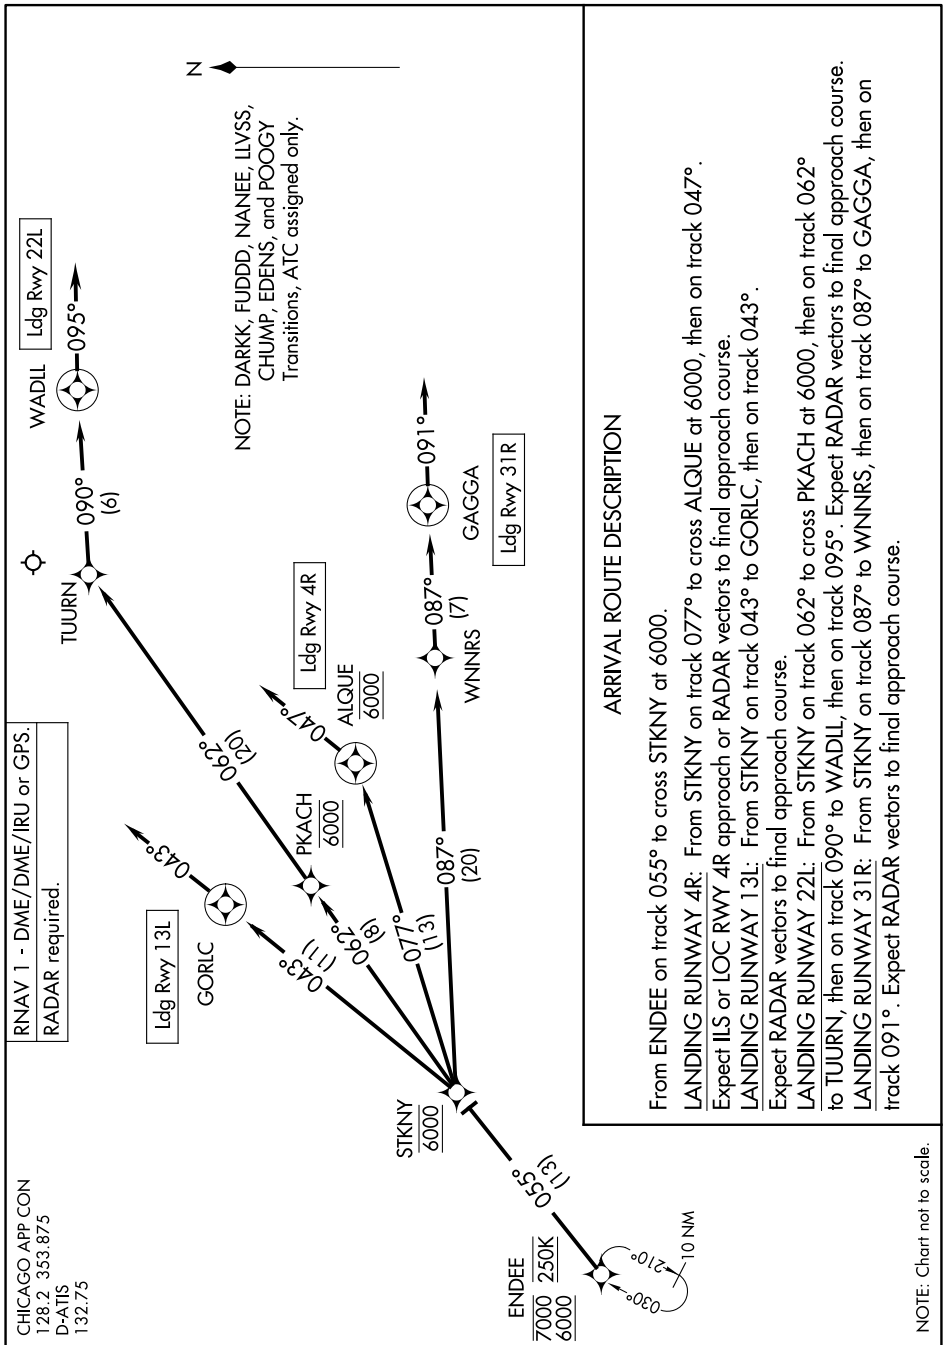 CHICAGO APP CON
128.2 353.875
D-ATIS
132.75
RNAV 1 - DME/DME/IRU or GPS.
RADAR required.
N
NOTE: DARKK, FUDDD, NANEE, LLVSS,
CHUMP, EDENS, and POOGY
Transitions, ATC assigned only.
Ldg Rwy 22L
WADLL
095°
090°
(6)
TUURN
062°
(20)
PKACH
6000
062°
(8)
Ldg Rwy 13L
GORLC
043°
043°
(11)
Ldg Rwy 4R
ALQUE
6000
047°
077°
(13)
Ldg Rwy 31R
GAGGA
091°
087°
(7)
WNNRS
087°
(20)
STKNY
6000
055°
(13)
ENDEE
7000 250K
6000
210°
030°
10 NM
ARRIVAL ROUTE DESCRIPTION
From ENDEE on track 055° to cross STKNY at 6000.
LANDING RUNWAY 4R: From STKNY on track 077° to cross ALQUE at 6000, then on track 047°.
Expect ILS or LOC RWY 4R approach or RADAR vectors to final approach course.
LANDING RUNWAY 13L: From STKNY on track 043° to GORLC, then on track 043°.
Expect RADAR vectors to final approach course.
LANDING RUNWAY 22L: From STKNY on track 062° to cross PKACH at 6000, then on track 062°
to TUURN, then on track 090° to WADLL, then on track 095°. Expect RADAR vectors to final approach course.
LANDING RUNWAY 31R: From STKNY on track 087° to WNNRS, then on track 087° to GAGGA, then on
track 091°. Expect RADAR vectors to final approach course.
NOTE: Chart not to scale.